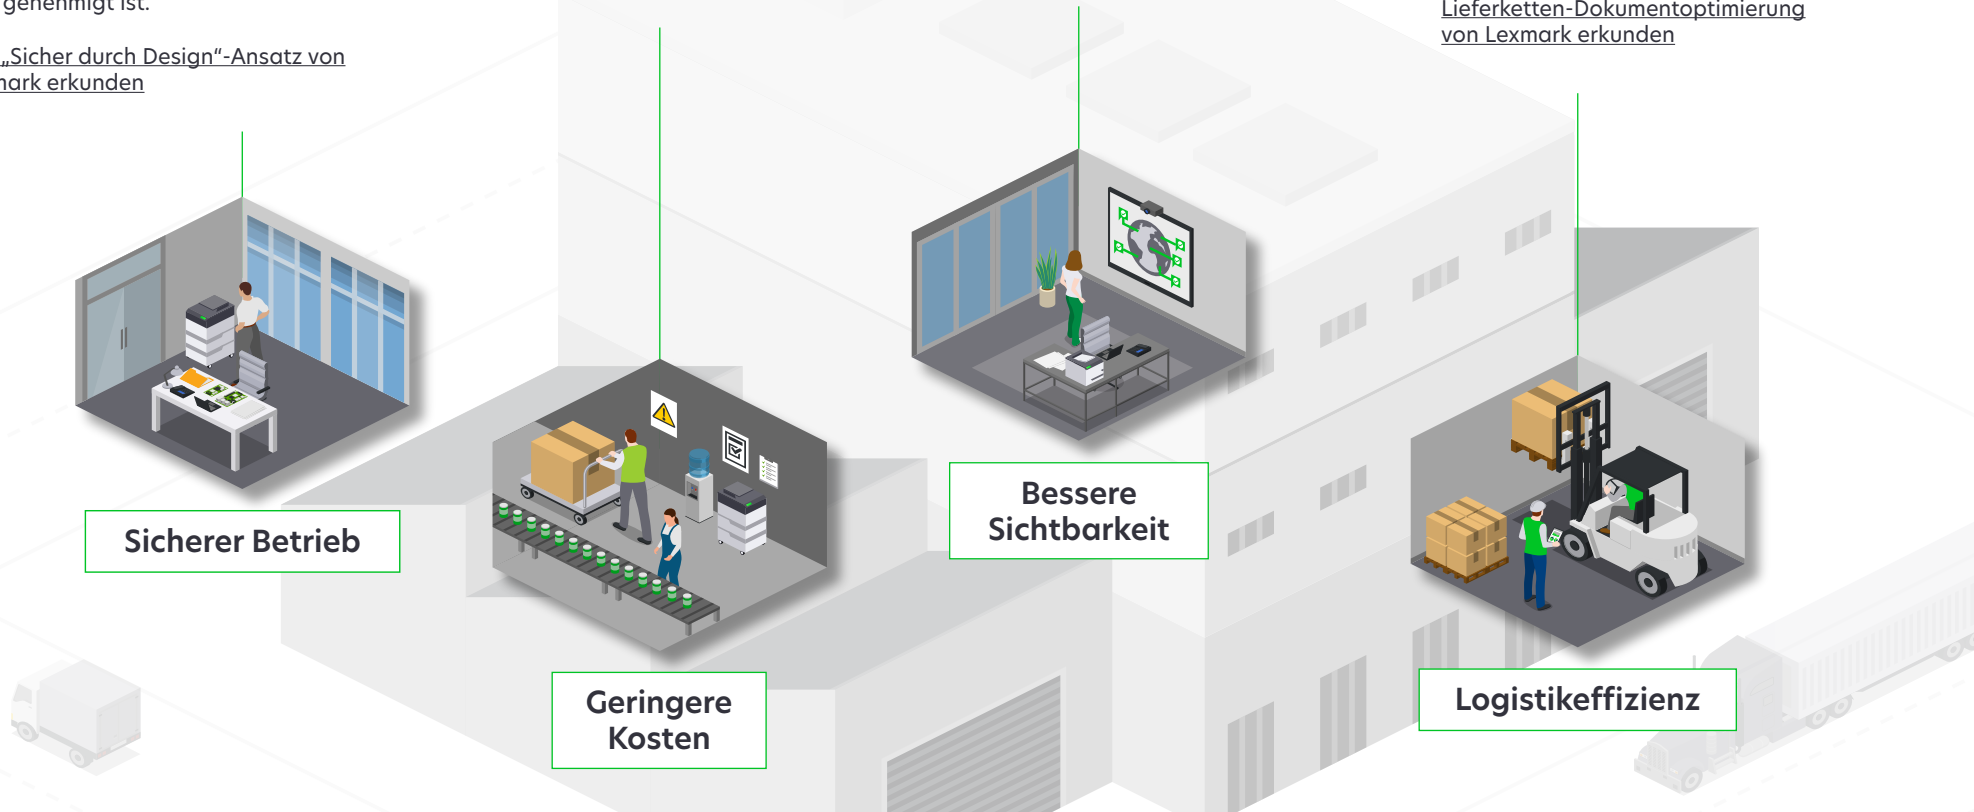 genehmigt ist.
„Sicher durch Design“-Ansatz von
erkunden
Lieferketten-Dokumentoptimierung
von Lexmark erkunden
Sicherer Betrieb
Geringere
Kosten
Bessere
Sichtbarkeit
Logistikeffizienz